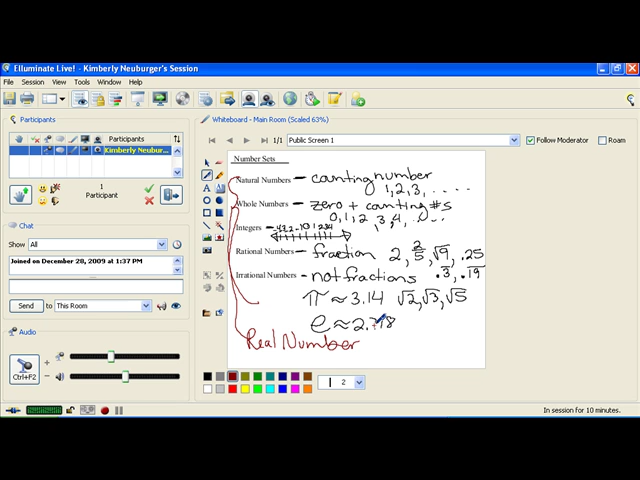 Elluminate Live! - Kimberly Neuburger's Session
File Session View Tools Window Help
Participants
Participants
Kimberly Neubur...
1
Participant
Chat
Show All
Joined on December 28, 2009 at 1:37 PM
Send to This Room
Audio
Ctrl+F2
Whiteboard - Main Room (Scaled 63%)
1/1 Public Screen 1 Follow Moderator Roam
Number Sets
Natural Numbers – counting number
1, 2, 3, ....
Whole Numbers – zero + counting #s
0, 1, 2, 3, 4, ....
Integers
Rational Numbers – fraction 2, 2/5, √9, .25
.3, .19
Irrational Numbers – not fractions
π ≈ 3.14 √2, √3, √5
e ≈ 2.718
Real Number
2
In session for 10 minutes.